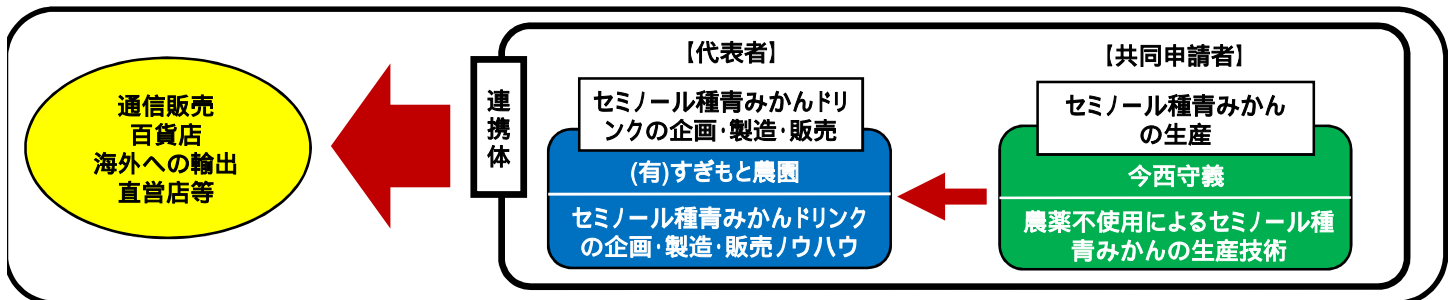 通信販売
百貨店
海外への輸出
直営店等
連携体
【代表者】
セミノール種青みかんドリ
ンクの企画・製造・販売
(有)すぎもと農園
セミノール種青みかんドリンク
の企画・製造・販売ノウハウ
【共同申請者】
セミノール種青みかん
の生産
今西守義
農薬不使用によるセミノール種
青みかんの生産技術